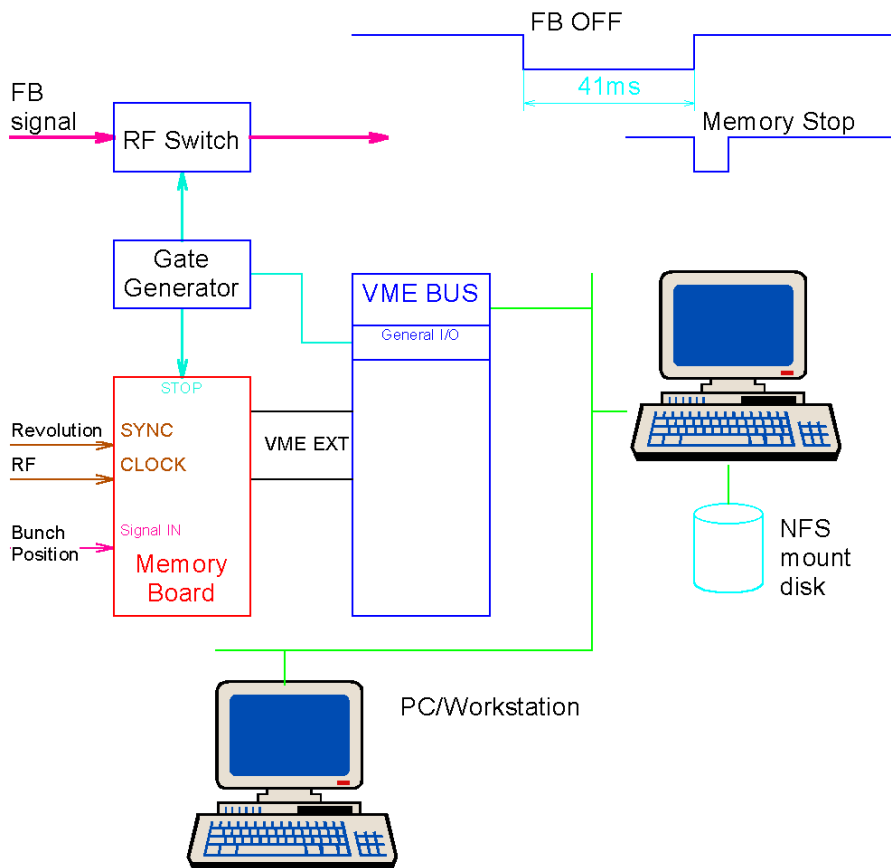 FB OFF
41ms
FB
signal
RF Switch
Memory Stop
Gate
Generator
VME BUS
General I/O
STOP
Revolution
SYNC
VME EXT
RF
CLOCK
Bunch
Position
Signal IN
Memory
Board
NFS
mount
disk
PC/Workstation